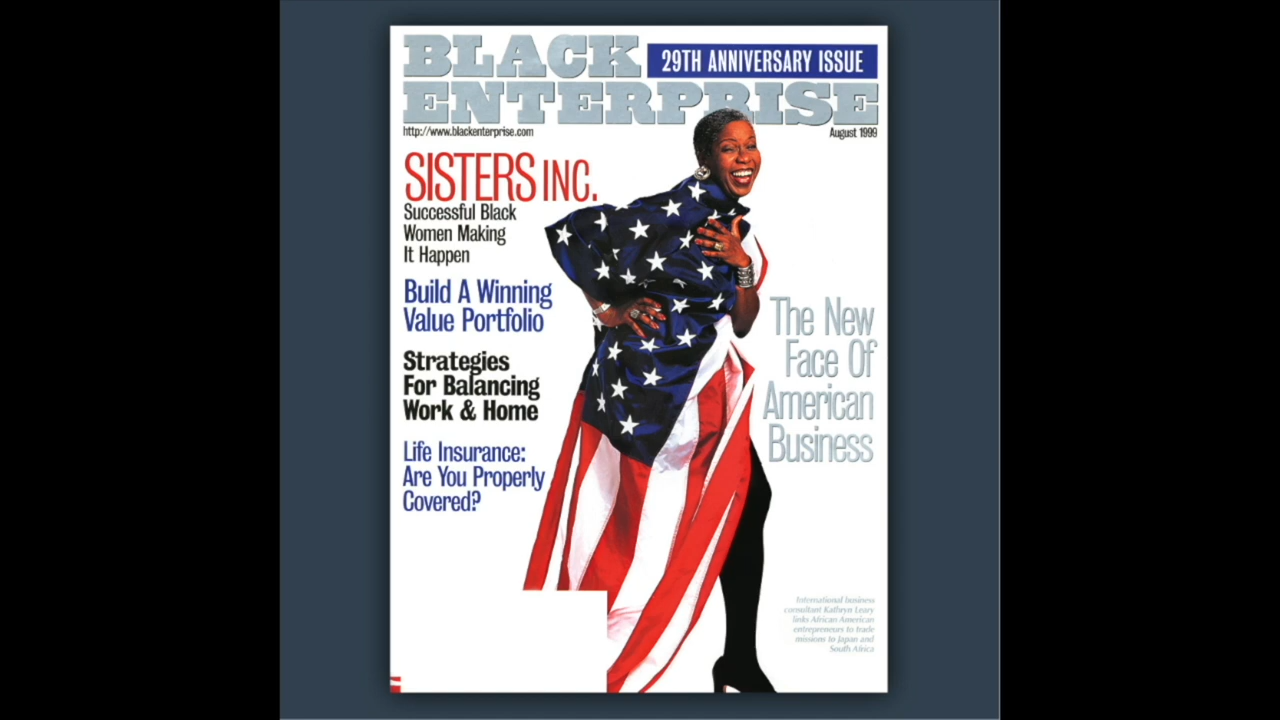 BLACK
29TH ANNIVERSARY ISSUE
ENTERPRISE
http://www.blackenterprise.com
August 1999
SISTERS INC.
Successful Black
Women Making
It Happen
Build A Winning
Value Portfolio
Strategies
For Balancing
Work & Home
Life Insurance:
Are You Properly
Covered?
The New
Face Of
American
Business
International business
consultant Kathryn Leary
links African American
entrepreneurs to trade
missions to Japan and
South Africa